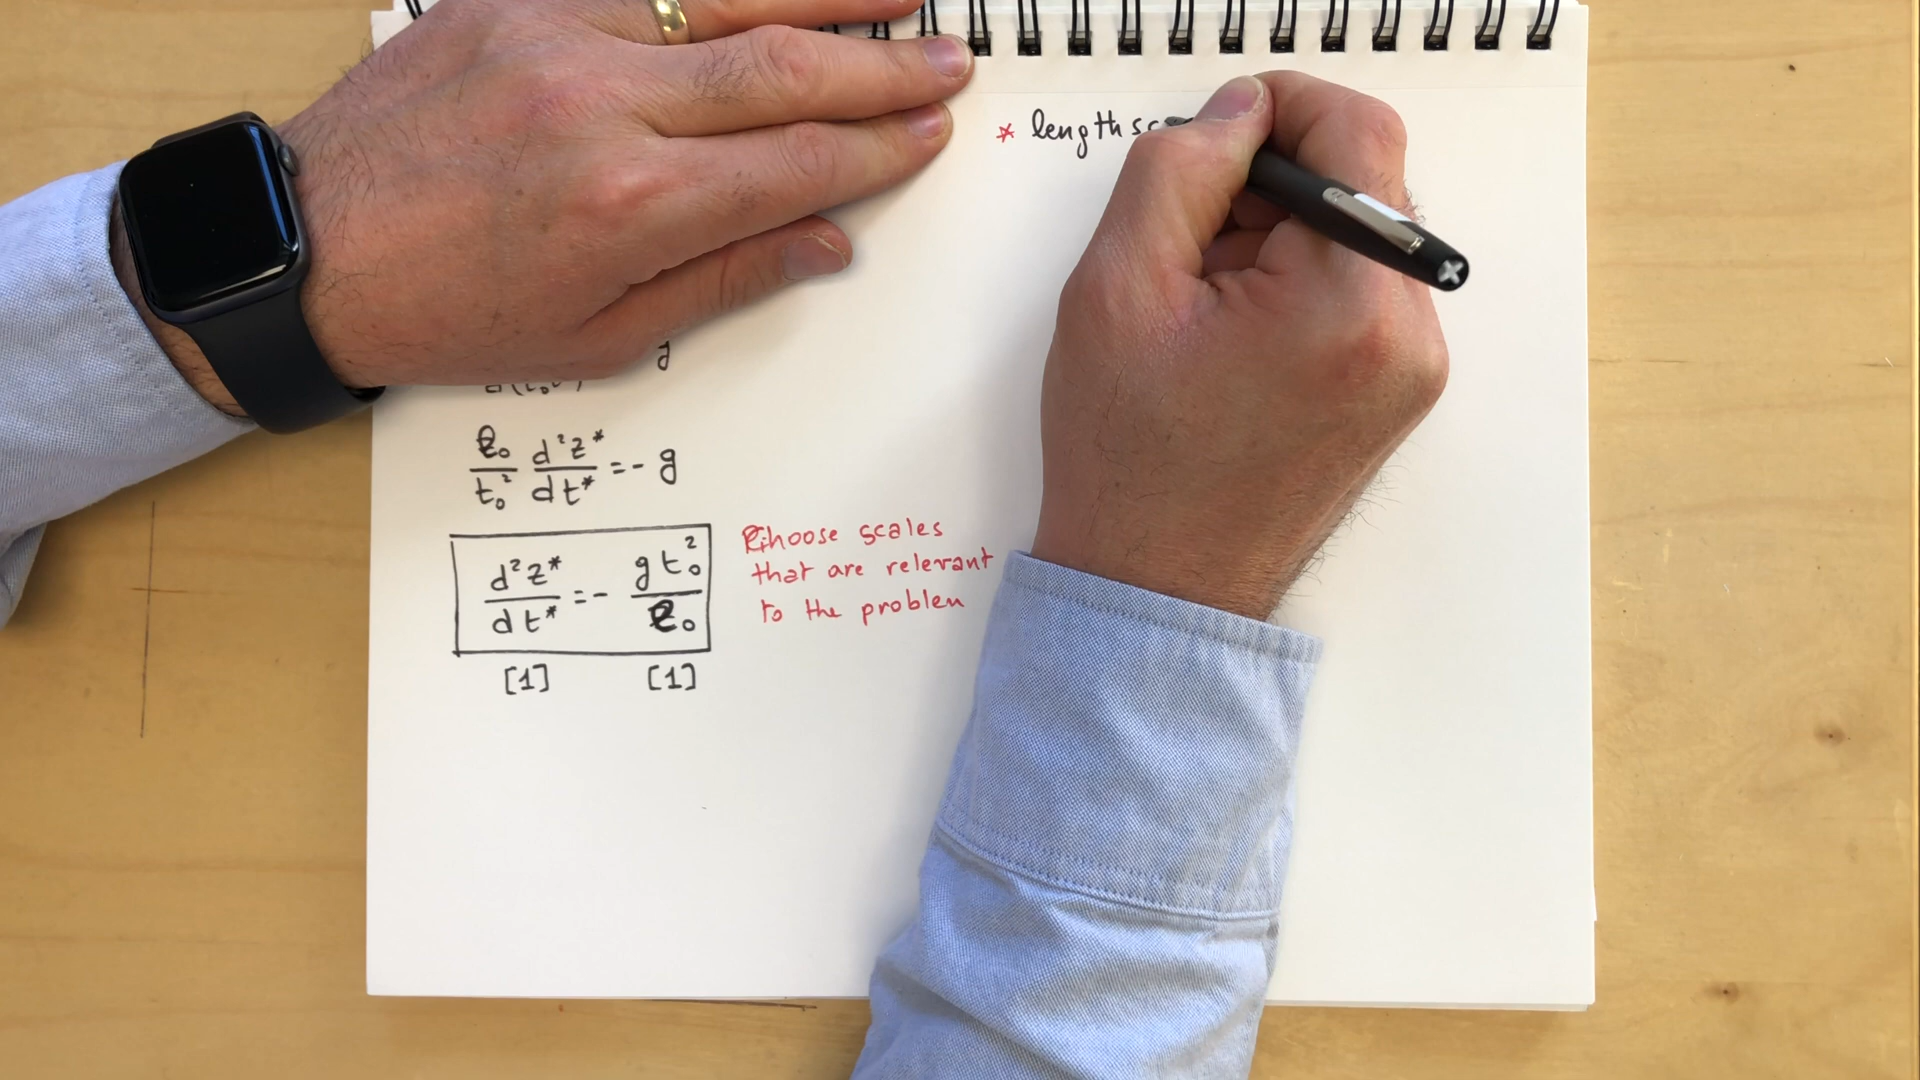 * length sc
g
ℓ₀/t₀² d²z*/dt* = - g
d²z*/dt* = - g t₀²/ℓ₀
[1] [1]
Choose scales
that are relevant
to the problem